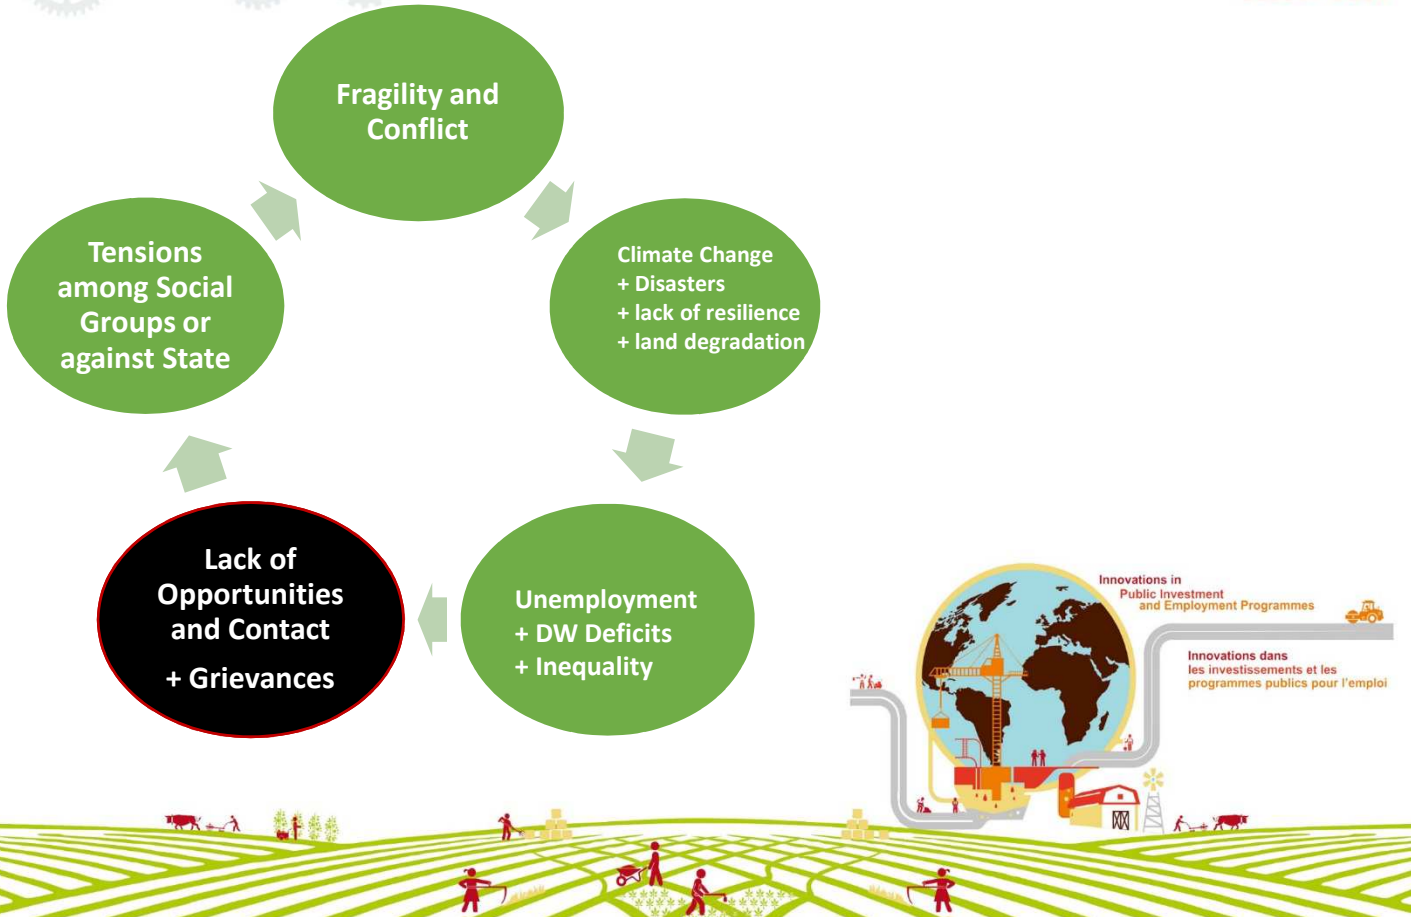 Fragility and
Conflict
Climate Change
+ Disasters
+ lack of resilience
+ land degradation
Unemployment
+ DW Deficits
+ Inequality
Lack of
Opportunities
and Contact
+ Grievances
Tensions
among Social
Groups or
against State
Innovations in
Public Investment
and Employment Programmes
Innovations dans
les investissements et les
programmes publics pour l'emploi